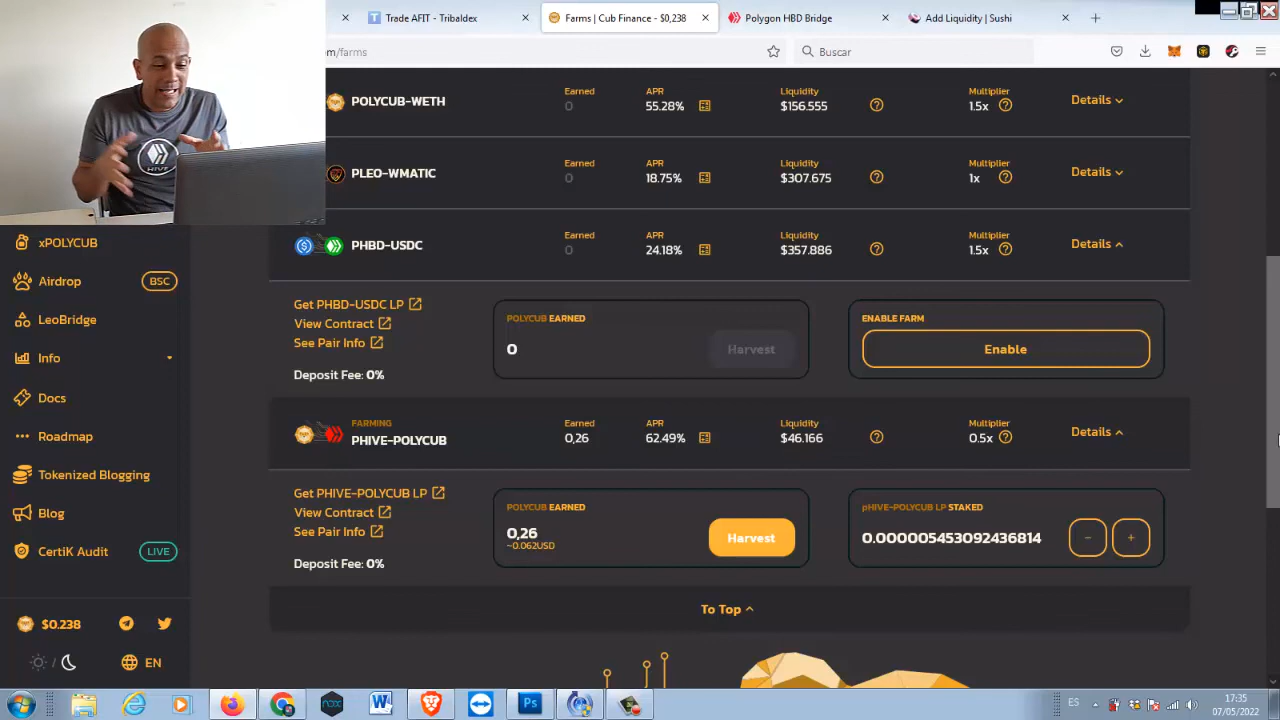 Trade AFIT - Tribaldex
Farms | Cub Finance - $0,238
Polygon HBD Bridge
Add Liquidity | Sushi
om/farms
Buscar
HIVE
POLYCUB-WETH
Earned
0
APR
55.28%
Liquidity
$156.555
Multiplier
1.5x
Details
PLEO-WMATIC
Earned
0
APR
18.75%
Liquidity
$307.675
Multiplier
1x
Details
PHBD-USDC
Earned
0
APR
24.18%
Liquidity
$357.886
Multiplier
1.5x
Details
Get PHBD-USDC LP
View Contract
See Pair Info
Deposit Fee: 0%
POLYCUB EARNED
0
Harvest
ENABLE FARM
Enable
FARMING
PHIVE-POLYCUB
Earned
0,26
APR
62.49%
Liquidity
$46.166
Multiplier
0.5x
Details
Get PHIVE-POLYCUB LP
View Contract
See Pair Info
Deposit Fee: 0%
POLYCUB EARNED
0,26
~0.062USD
Harvest
pHIVE-POLYCUB LP STAKED
0.000005453092436814
To Top
xPOLYCUB
Airdrop
BSC
LeoBridge
Info
Docs
Roadmap
Tokenized Blogging
Blog
CertiK Audit
LIVE
$0.238
/
EN
nox
W
Ps
ES
17:35
07/05/2022